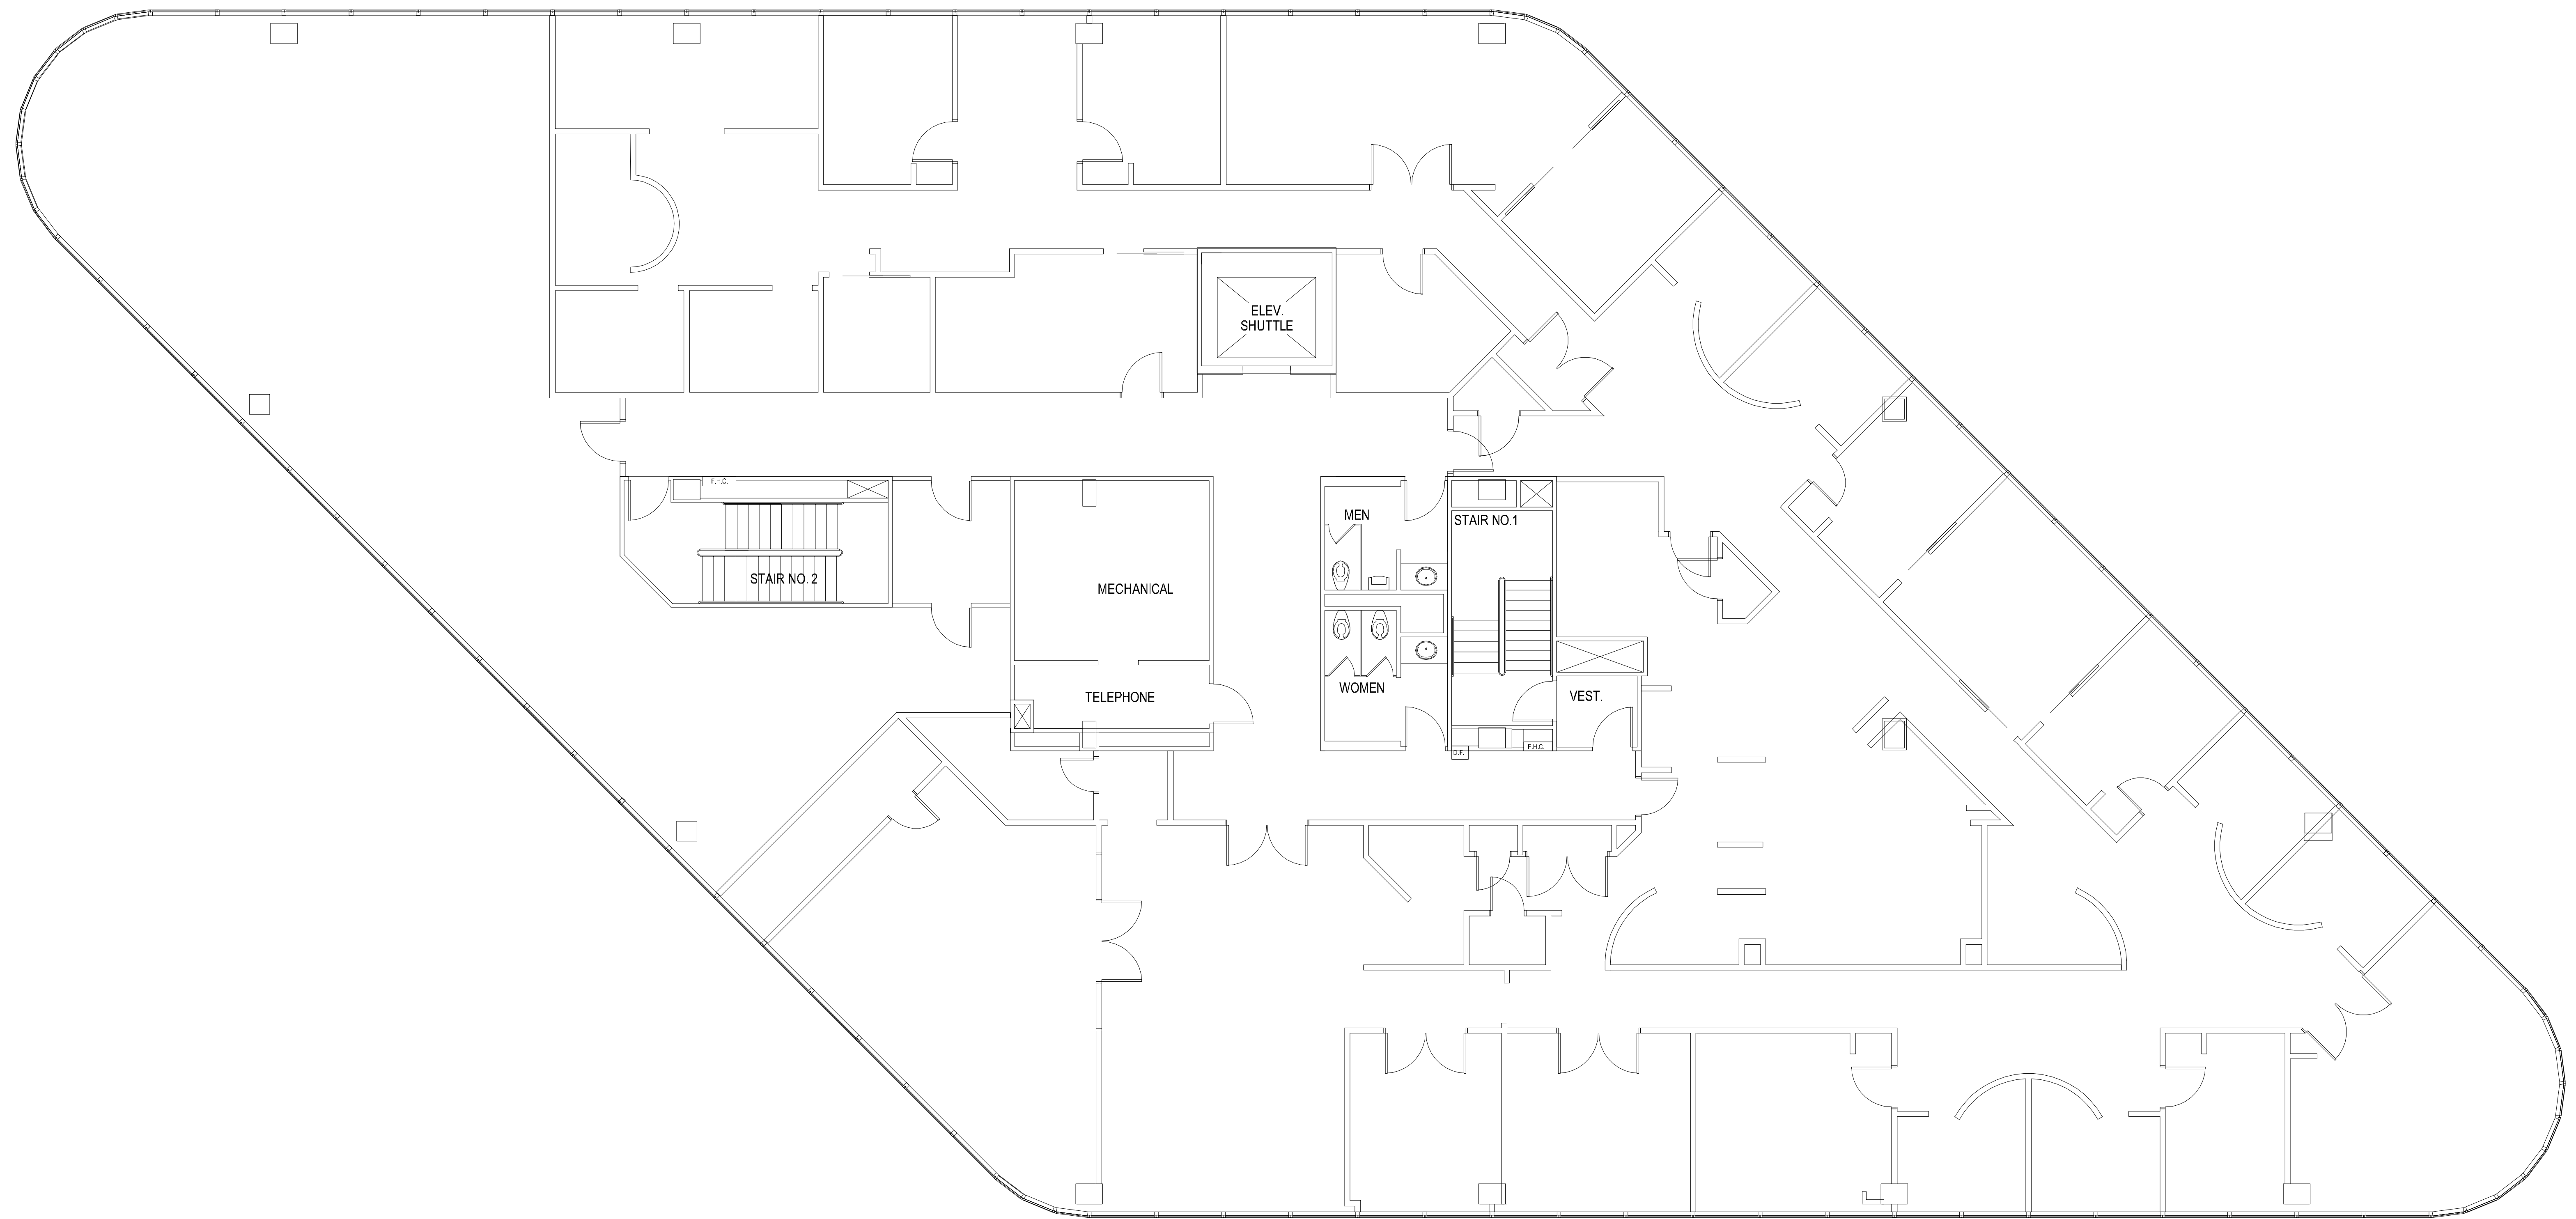 ELEV.
SHUTTLE
F.H.C.
MEN
STAIR NO.1
STAIR NO. 2
MECHANICAL
WOMEN
TELEPHONE
VEST.
D.F.
F.H.C.